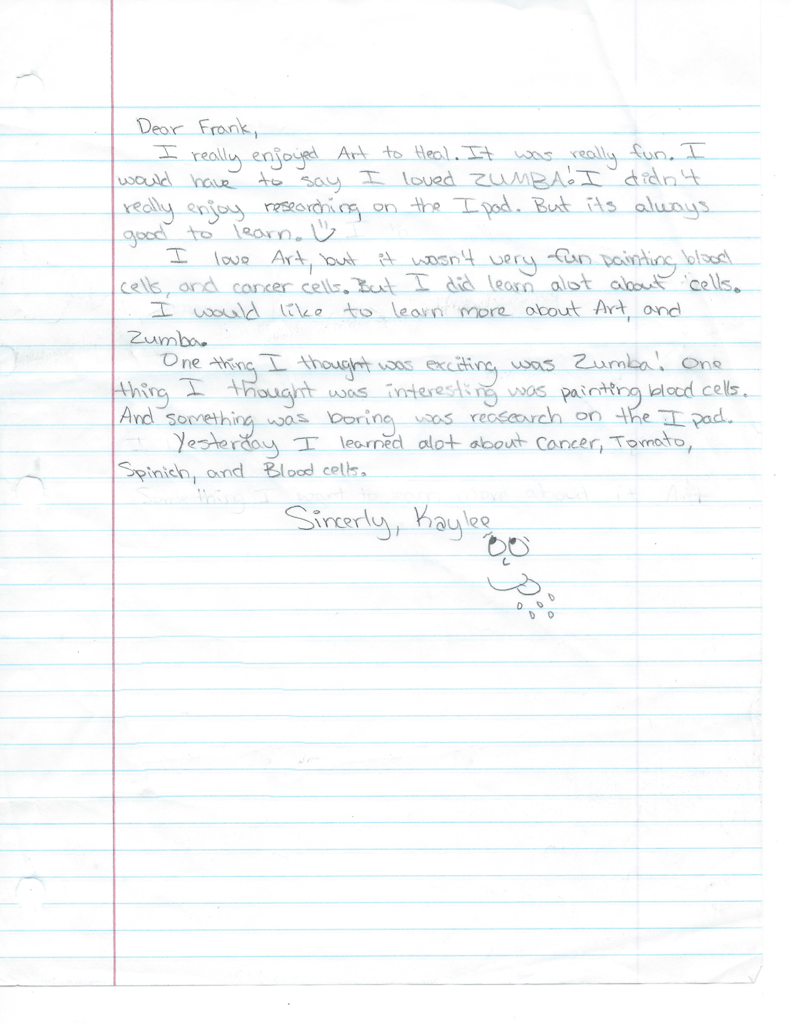 Dear Frank,
I really enjoyed Art to Heal. It was really fun. I
would have to say I loved ZUMBA! I didn't
really enjoy researching on the I pad. But its always
good to learn.
I love Art, but it wasn't very fun painting blood
cells, and cancer cells. But I did learn alot about cells.
I would like to learn more about Art, and
Zumba.
One thing I thought was exciting was Zumba! One
thing I thought was interesting was painting blood cells.
And something was boring was reasearch on the I pad.
Yesterday I learned alot about Cancer, Tomato,
Spinich, and Blood cells.
Something I want to
Sincerly, Kaylee